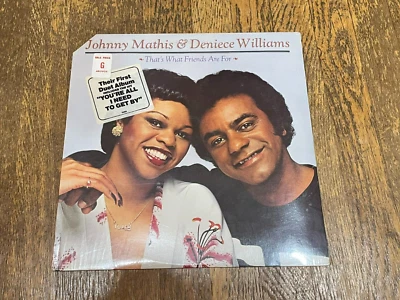 Johnny Mathis & Deniece Williams
That's What Friends Are For
G
Their First
Duet Album
"YOU'RE ALL
I NEED
TO GET BY"